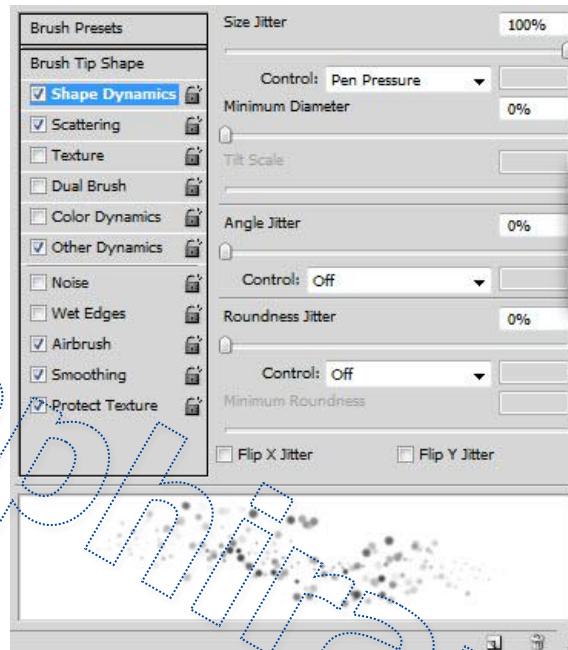 Brush Presets
Brush Tip Shape
Shape Dynamics
Scattering
Texture
Dual Brush
Color Dynamics
Other Dynamics
Noise
Wet Edges
Airbrush
Smoothing
Protect Texture
Size Jitter 100%
Control: Pen Pressure
Minimum Diameter 0%
Tilt Scale
Angle Jitter 0%
Control: Off
Roundness Jitter 0%
Control: Off
Minimum Roundness
Flip X Jitter Flip Y Jitter